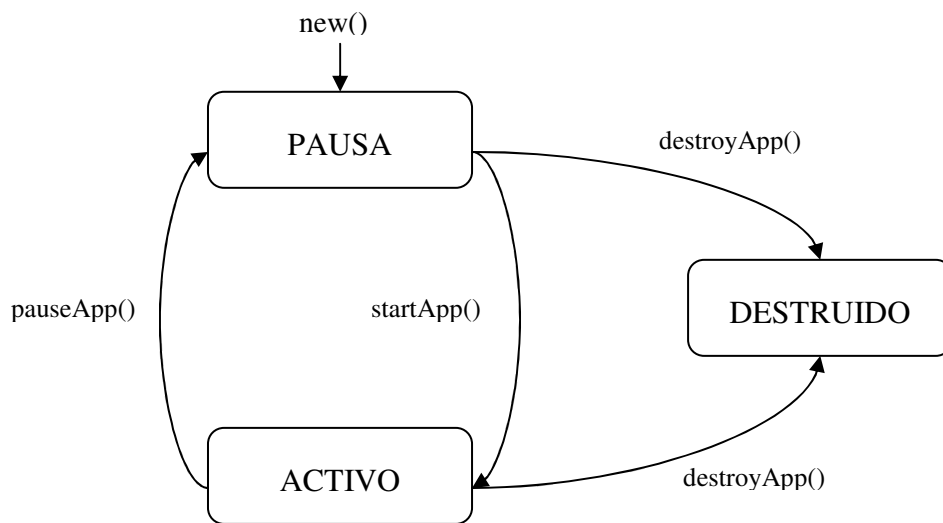 new()
PAUSA
destroyApp()
pauseApp()
startApp()
DESTRUIDO
ACTIVO
destroyApp()